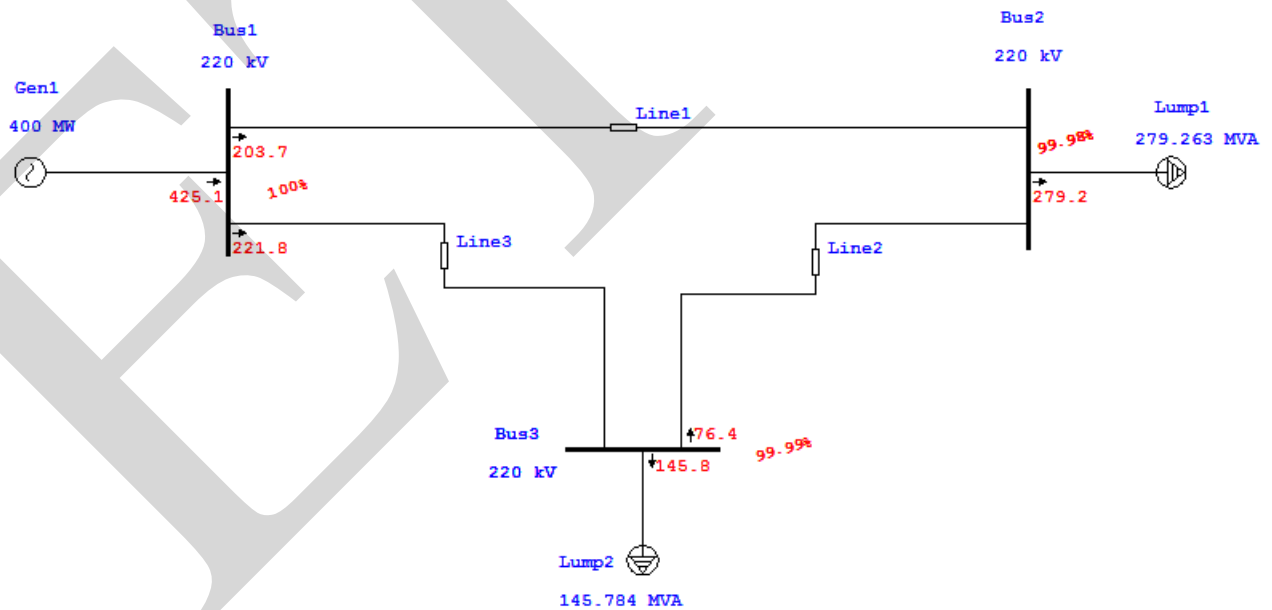 Bus1
220 kV
Bus2
220 kV
Gen1
400 MW
Line1
Lump1
279.263 MVA
203.7
100%
425.1
221.8
99.98%
279.2
Line3
Line2
Bus3
220 kV
76.4
145.8
99.99%
Lump2
145.784 MVA